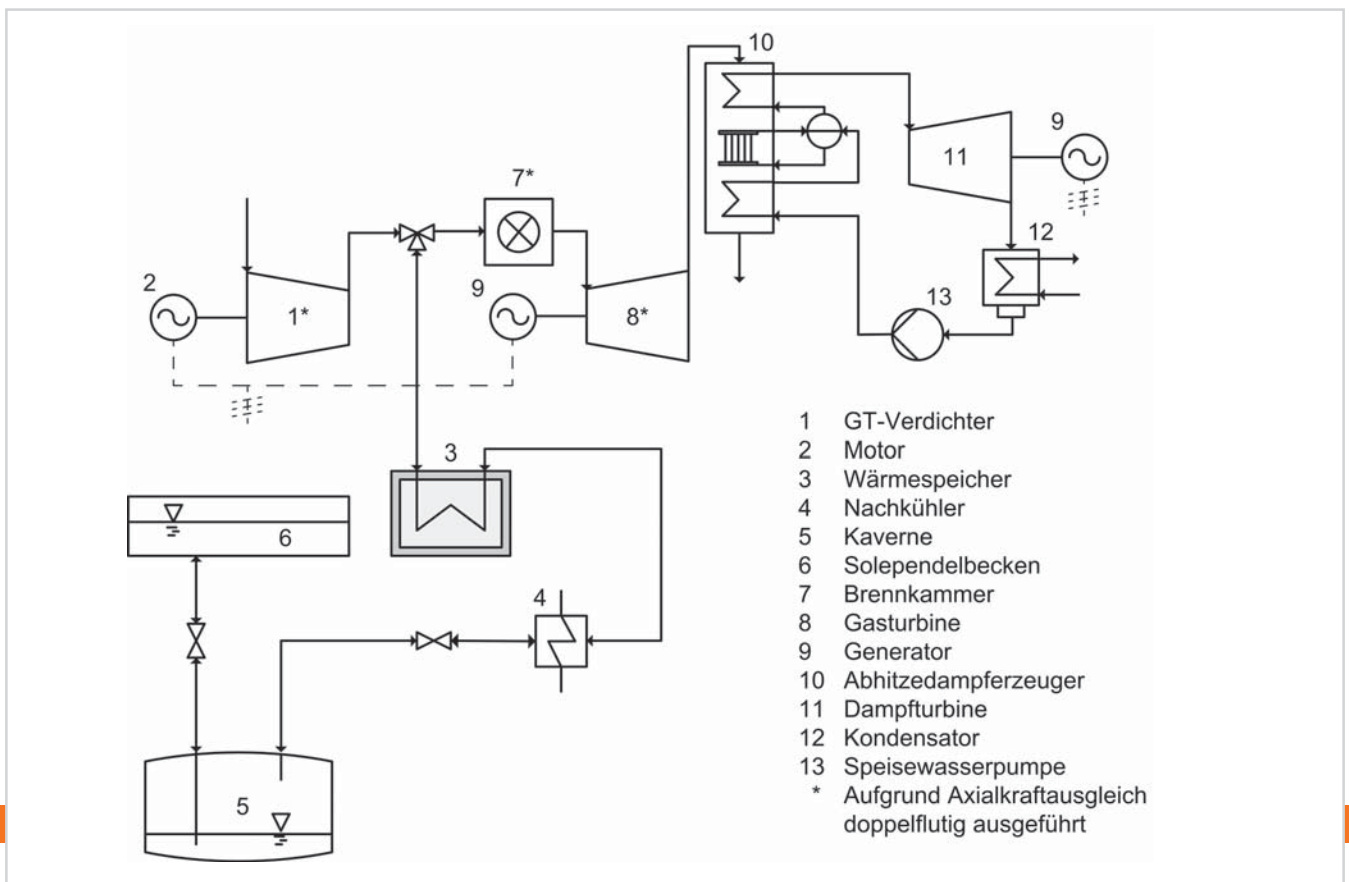 10
9
11
7*
12
2
9
13
1*
8*
3
6
4
5
1 GT-Verdichter
2 Motor
3 Wärmespeicher
4 Nachkühler
5 Kaverne
6 Solependelbecken
7 Brennkammer
8 Gasturbine
9 Generator
10 Abhitzedampferzeuger
11 Dampfturbine
12 Kondensator
13 Speisewasserpumpe
* Aufgrund Axialkraftausgleich
doppelflutig ausgeführt